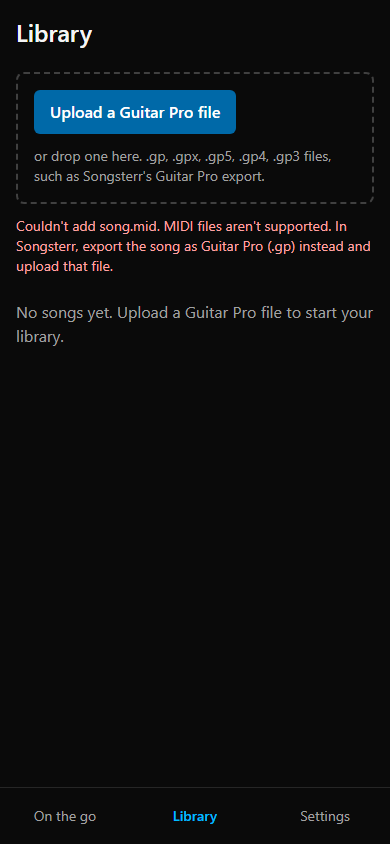 Library
Upload a Guitar Pro file
or drop one here. .gp, .gpx, .gp5, .gp4, .gp3 files,
such as Songsterr's Guitar Pro export.
Couldn't add song.mid. MIDI files aren't supported. In
Songsterr, export the song as Guitar Pro (.gp) instead and
upload that file.
No songs yet. Upload a Guitar Pro file to start your
library.
On the go
Library
Settings